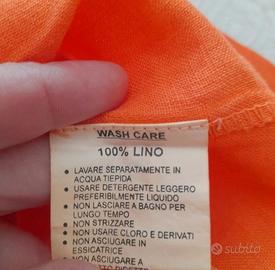 WASH CARE
100% LINO
• LAVARE SEPARATAMENTE IN
ACQUA TIEPIDA
• USARE DETERGENTE LEGGERO
PREFERIBILMENTE LIQUIDO
• NON LASCIARE A BAGNO PER
LUNGO TEMPO
• NON STRIZZARE
• NON USARE CLORO E DERIVATI
• NON ASCIUGARE IN
ESSICATRICE
• ASCIUGARE A
DIRETTO
subito